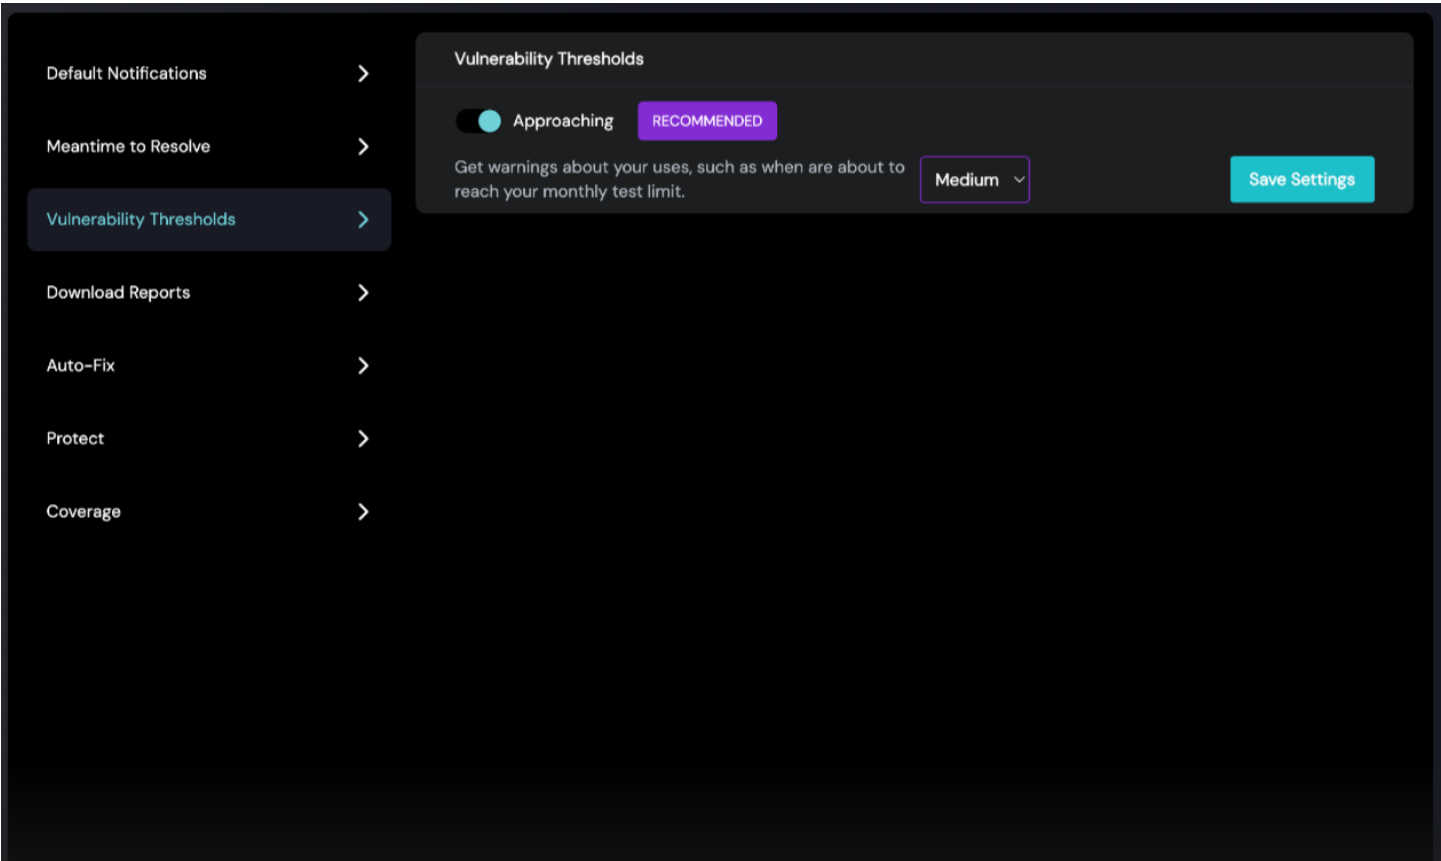 Default Notifications
Meantime to Resolve
Vulnerability Thresholds
Download Reports
Auto-Fix
Protect
Coverage
Vulnerability Thresholds
Approaching
RECOMMENDED
Get warnings about your uses, such as when are about to
reach your monthly test limit.
Medium
Save Settings